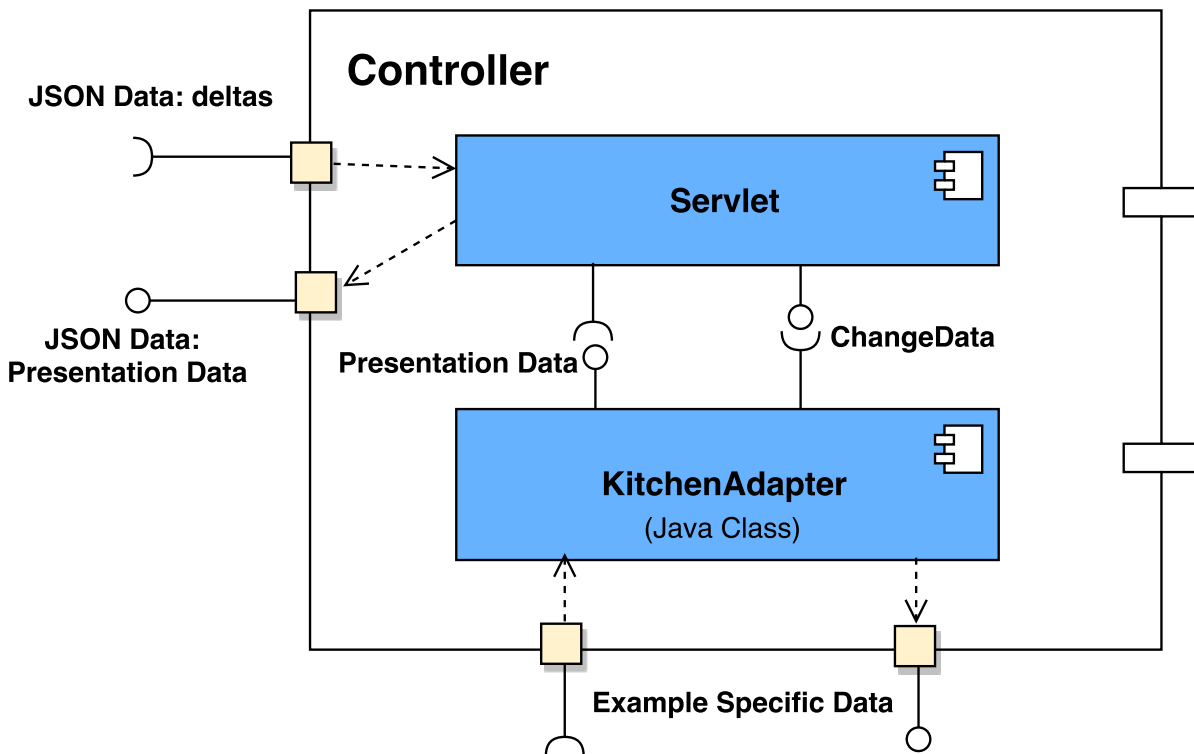 Controller
JSON Data: deltas
Servlet
JSON Data:
Presentation Data
Presentation Data
ChangeData
KitchenAdapter
(Java Class)
Example Specific Data